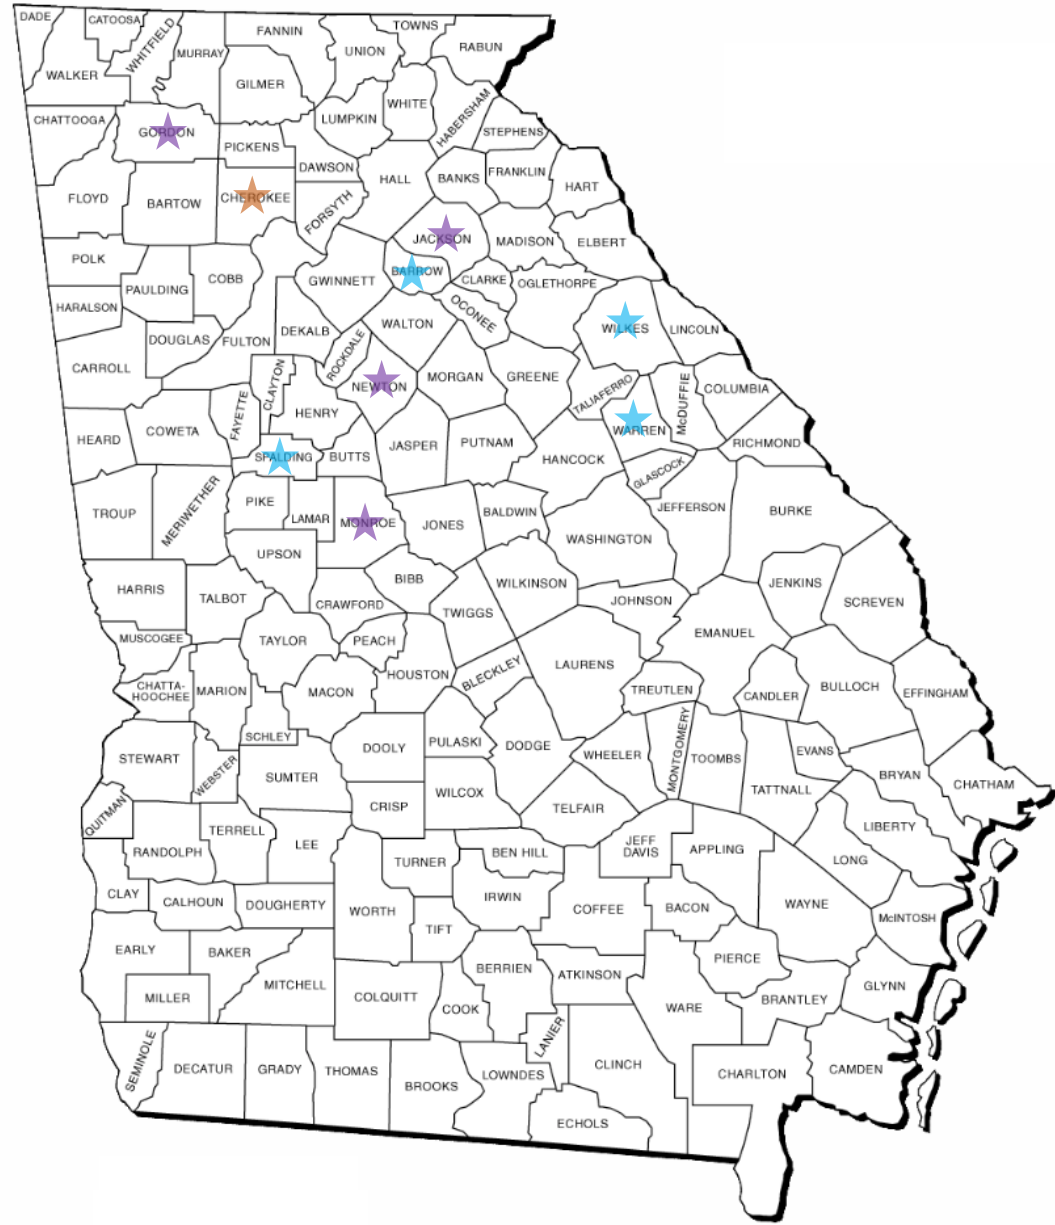 DADE
CATOOSA
WHITFIELD
MURRAY
FANNIN
UNION
TOWNS
RABUN
WALKER
GILMER
WHITE
HABERSHAM
LUMPKIN
STEPHENS
CHATTOOGA
GORDON
PICKENS
DAWSON
HALL
BANKS
FRANKLIN
HART
FLOYD
BARTOW
CHEROKEE
FORSYTH
JACKSON
MADISON
ELBERT
POLK
PAULDING
COBB
GWINNETT
BARROW
CLARKE
OGLETHORPE
HARALSON
OCONEE
WALTON
WILKES
LINCOLN
DOUGLAS
FULTON
DEKALB
ROCKDALE
CARROLL
CLAYTON
NEWTON
MORGAN
GREENE
TALIAFERRO
McDUFFIE
COLUMBIA
FAYETTE
HENRY
WARREN
HEARD
COWETA
SPALDING
BUTTS
JASPER
PUTNAM
HANCOCK
GLASCOCK
RICHMOND
TROUP
MERIWETHER
PIKE
LAMAR
MONROE
JONES
BALDWIN
WASHINGTON
JEFFERSON
BURKE
UPSON
HARRIS
TALBOT
CRAWFORD
BIBB
TWIGGS
WILKINSON
JOHNSON
JENKINS
SCREVEN
MUSCOGEE
TAYLOR
PEACH
HOUSTON
BLECKLEY
LAURENS
EMANUEL
CHATTA-
HOOCHEE
MARION
MACON
TREUTLEN
CANDLER
BULLOCH
EFFINGHAM
SCHLEY
STEWART
WEBSTER
SUMTER
DOOLY
PULASKI
DODGE
WHEELER
MONTGOMERY
TOOMBS
EVANS
TATTNALL
BRYAN
CHATHAM
QUITMAN
CRISP
WILCOX
TELFAIR
LIBERTY
RANDOLPH
TERRELL
LEE
TURNER
BEN HILL
JEFF
DAVIS
APPLING
LONG
CLAY
CALHOUN
DOUGHERTY
WORTH
TIFT
IRWIN
COFFEE
BACON
WAYNE
McINTOSH
EARLY
BAKER
MITCHELL
BERRIEN
ATKINSON
PIERCE
MILLER
COLQUITT
COOK
WARE
BRANTLEY
GLYNN
SEMINOLE
DECATUR
GRADY
THOMAS
BROOKS
LOWNDES
LANIER
CLINCH
CHARLTON
CAMDEN
ECHOLS